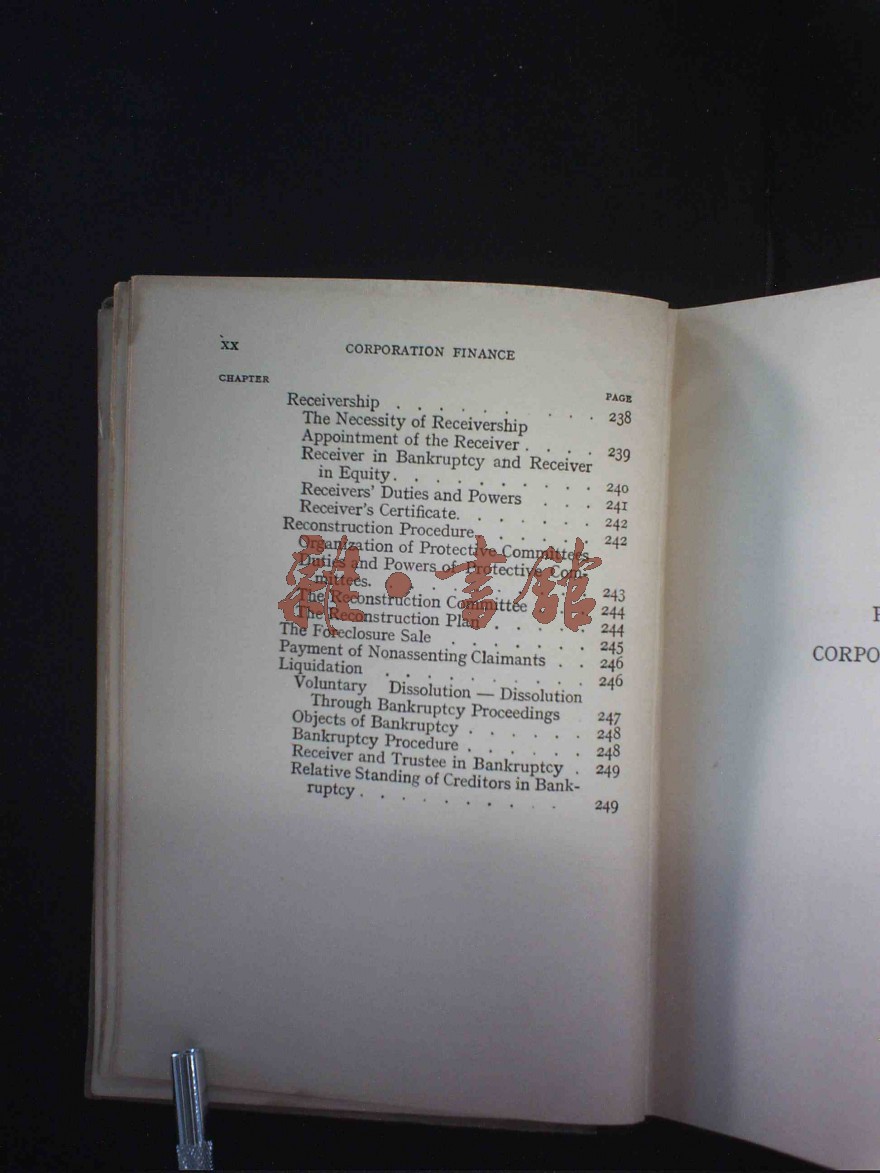 xx CORPORATION FINANCE
CHAPTER PAGE
Receivership . . . . . . . . . 238
The Necessity of Receivership
Appointment of the Receiver . . . . 239
Receiver in Bankruptcy and Receiver
in Equity . . . . . . . . . 240
Receivers' Duties and Powers . . . 241
Receiver's Certificate. . . . . . . 242
Reconstruction Procedure. . . . . . 242
Organization of Protective Committees
Duties and Powers of Protective Com-
mittees. . . . . . . . . . 243
The Reconstruction Committee . . . 244
The Reconstruction Plan . . . . . 244
The Foreclosure Sale . . . . . . 245
Payment of Nonassenting Claimants . . 246
Liquidation . . . . . . . . . 246
Voluntary Dissolution — Dissolution
Through Bankruptcy Proceedings 247
Objects of Bankruptcy . . . . . . 248
Bankruptcy Procedure . . . . . . 248
Receiver and Trustee in Bankruptcy . 249
Relative Standing of Creditors in Bank-
ruptcy . . . . . . . . . . 249
雜·書館
CORPO